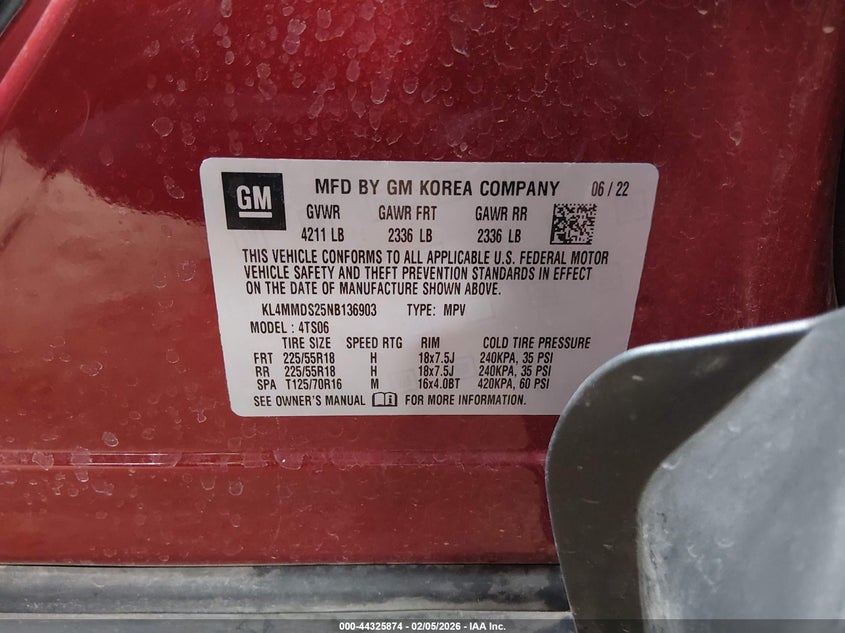 GM
MFD BY GM KOREA COMPANY 06 / 22
GVWR GAWR FRT GAWR RR
4211 LB 2336 LB 2336 LB
THIS VEHICLE CONFORMS TO ALL APPLICABLE U.S. FEDERAL MOTOR
VEHICLE SAFETY AND THEFT PREVENTION STANDARDS IN EFFECT
ON THE DATE OF MANUFACTURE SHOWN ABOVE.
KL4MMDS25NB136903 TYPE: MPV
MODEL : 4TS06
TIRE SIZE SPEED RTG RIM COLD TIRE PRESSURE
FRT 225/55R18 H 18x7.5J 240KPA, 35 PSI
RR 225/55R18 H 18x7.5J 240KPA, 35 PSI
SPA T125/70R16 M 16x4.0BT 420KPA, 60 PSI
SEE OWNER'S MANUAL FOR MORE INFORMATION.
000-44325874 - 02/05/2026 - IAA Inc.